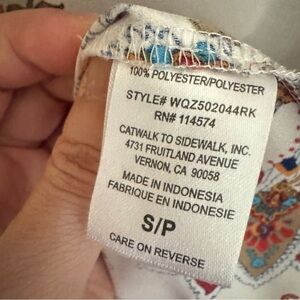 100% POLYESTER/POLYESTER
STYLE# WQZ502044RK
RN# 114574
CATWALK TO SIDEWALK, INC.
4731 FRUITLAND AVENUE
VERNON, CA 90058
MADE IN INDONESIA
FABRIQUE EN INDONESIE
S/P
CARE ON REVERSE